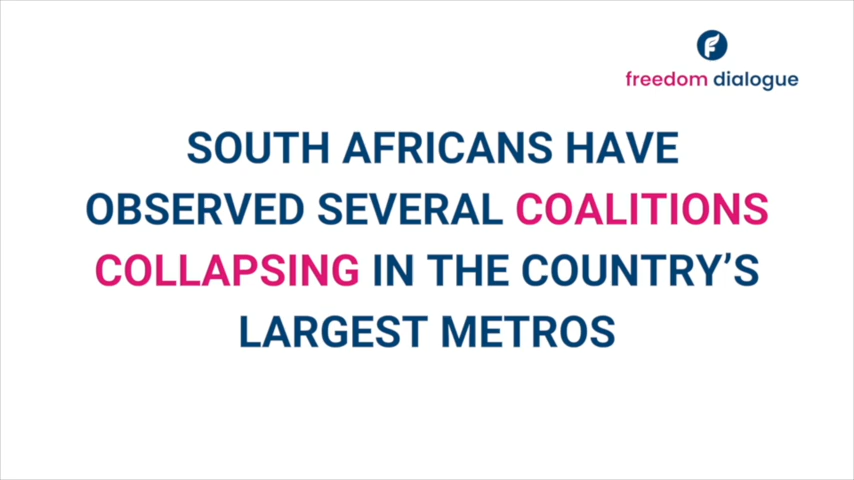 freedom dialogue
SOUTH AFRICANS HAVE
OBSERVED SEVERAL COALITIONS
COLLAPSING IN THE COUNTRY’S
LARGEST METROS